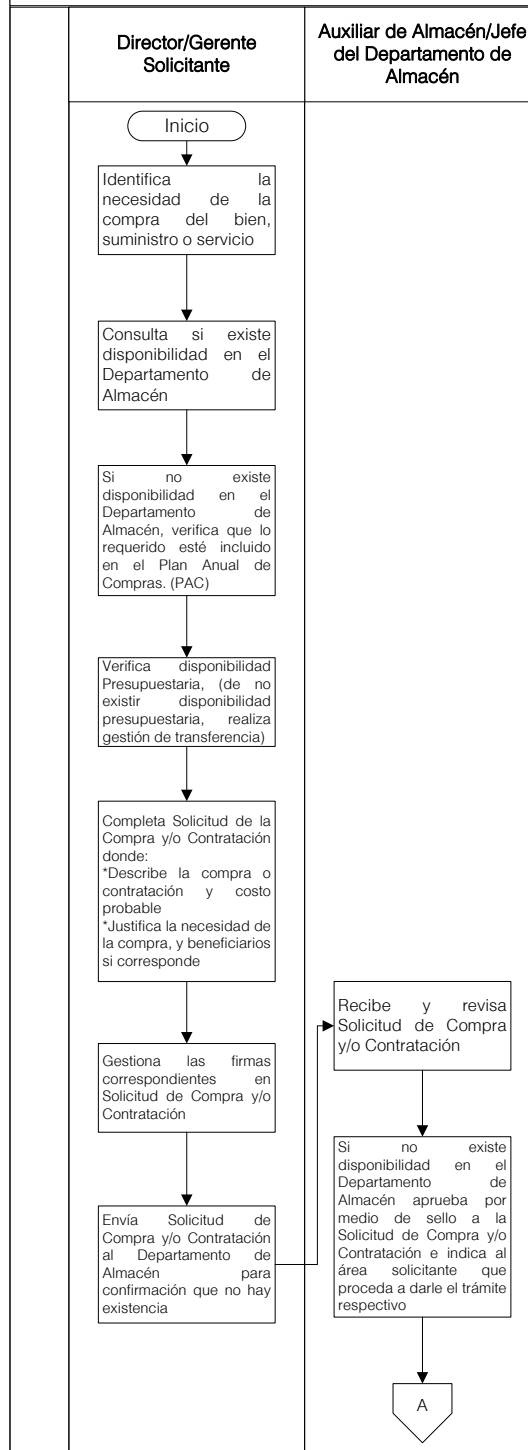 Director/Gerente
Solicitante
Auxiliar de Almacén/Jefe
del Departamento de
Almacén
Inicio
Identifica la
necesidad de la
compra del bien,
suministro o servicio
Consulta si existe
disponibilidad en el
Departamento de
Almacén
Si no existe
disponibilidad en el
Departamento de
Almacén, verifica que lo
requerido esté incluido
en el Plan Anual de
Compras. (PAC)
Verifica disponibilidad
Presupuestaria, (de no
existir disponibilidad
presupuestaria, realiza
gestión de transferencia)
Completa Solicitud de la
Compra y/o Contratación
donde:
*Describe la compra o
contratación y costo
probable
*Justifica la necesidad de
la compra, y beneficiarios
si corresponde
Gestiona las firmas
correspondientes en
Solicitud de Compra y/o
Contratación
Envía Solicitud de
Compra y/o Contratación
al Departamento de
Almacén para
confirmación que no hay
existencia
Recibe y revisa
Solicitud de Compra
y/o Contratación
Si no existe
disponibilidad en el
Departamento de
Almacén aprueba por
medio de sello a la
Solicitud de Compra y/o
Contratación e indica al
área solicitante que
proceda a darle el trámite
respectivo
A